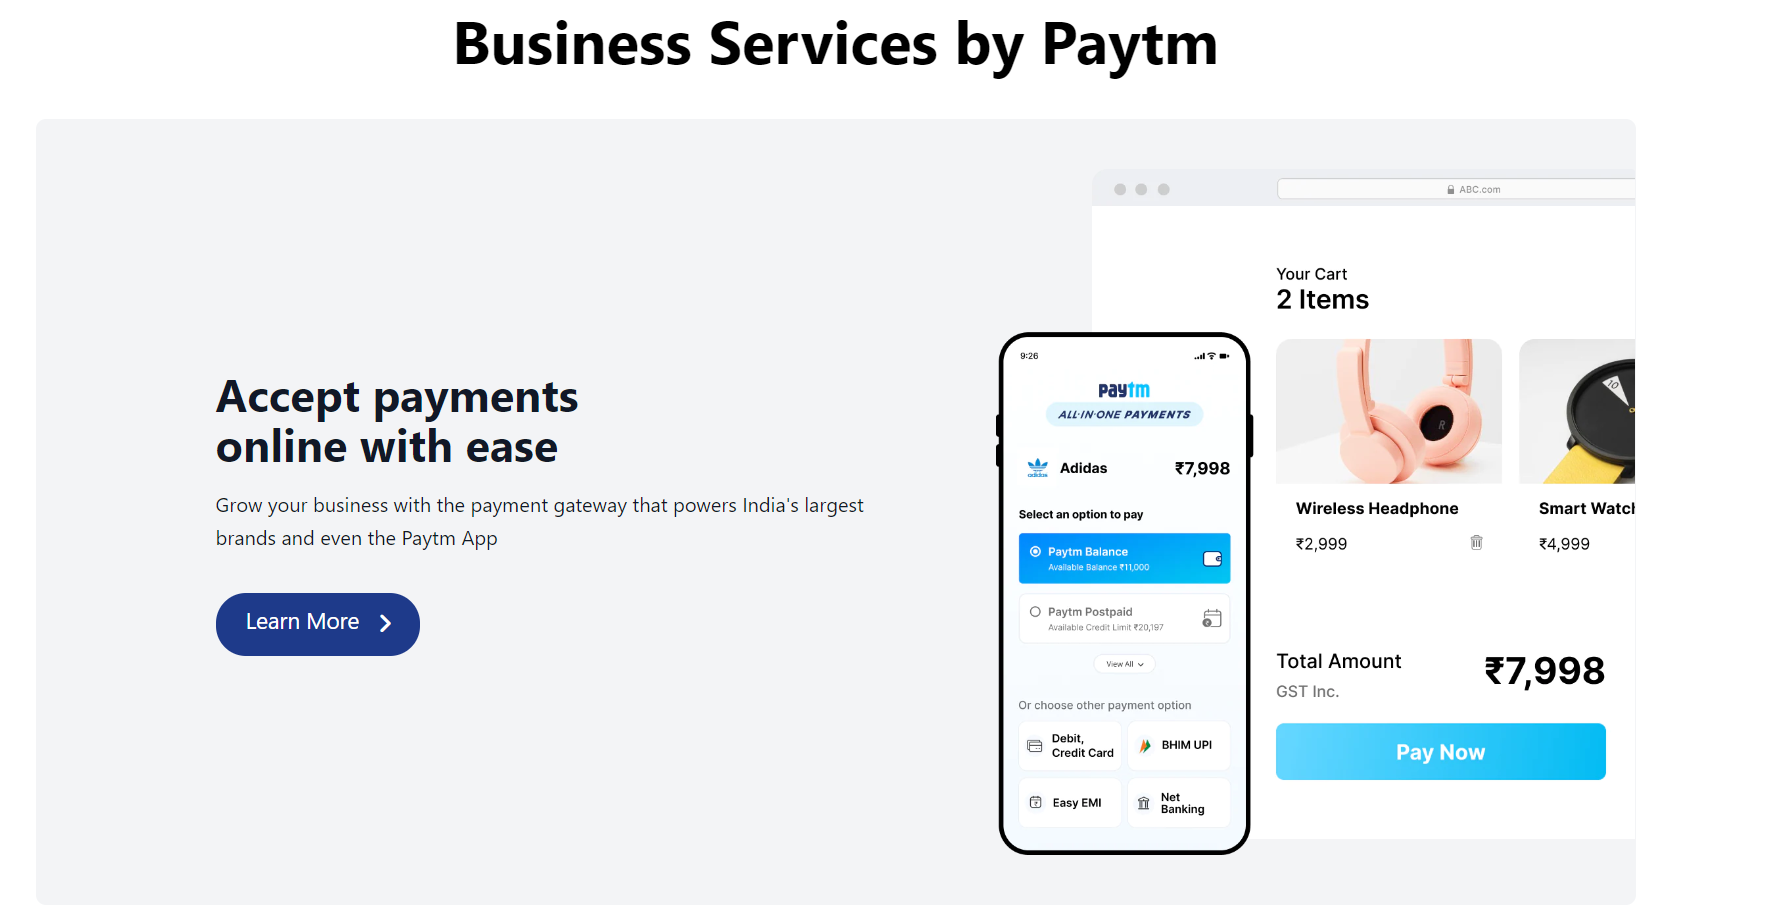 Business Services by Paytm
Accept payments
online with ease
Grow your business with the payment gateway that powers India's largest
brands and even the Paytm App
Learn More
9:26
paytm
ALL-IN-ONE PAYMENTS
adidas
Adidas ₹7,998
Select an option to pay
Paytm Balance
Available Balance ₹11,000
Paytm Postpaid
Available Credit Limit ₹20,197
View All
Or choose other payment option
Debit,
Credit Card
BHIM UPI
Easy EMI
Net
Banking
ABC.com
Your Cart
2 Items
R
10
Wireless Headphone
₹2,999
Smart Watch
₹4,999
Total Amount ₹7,998
GST Inc.
Pay Now